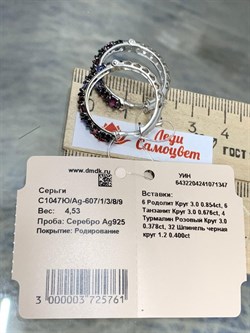 Леди
Самоцвет
www.dmdk.ru
УИН
6432204241071347
Серьги
С1047Ю/Ag-607/1/3/8/9
Вес: 4,53
Проба: Серебро Ag925
Покрытие: Родирование
Вставки:
6 Родолит Круг 3.0 0.854ct, 6
Танзанит Круг 3.0 0.676ct, 4
Турмалин Розовый Круг 3.0
0.378ct, 32 Шпинель черная
круг 1.2 0.400ct
3 000003 725761